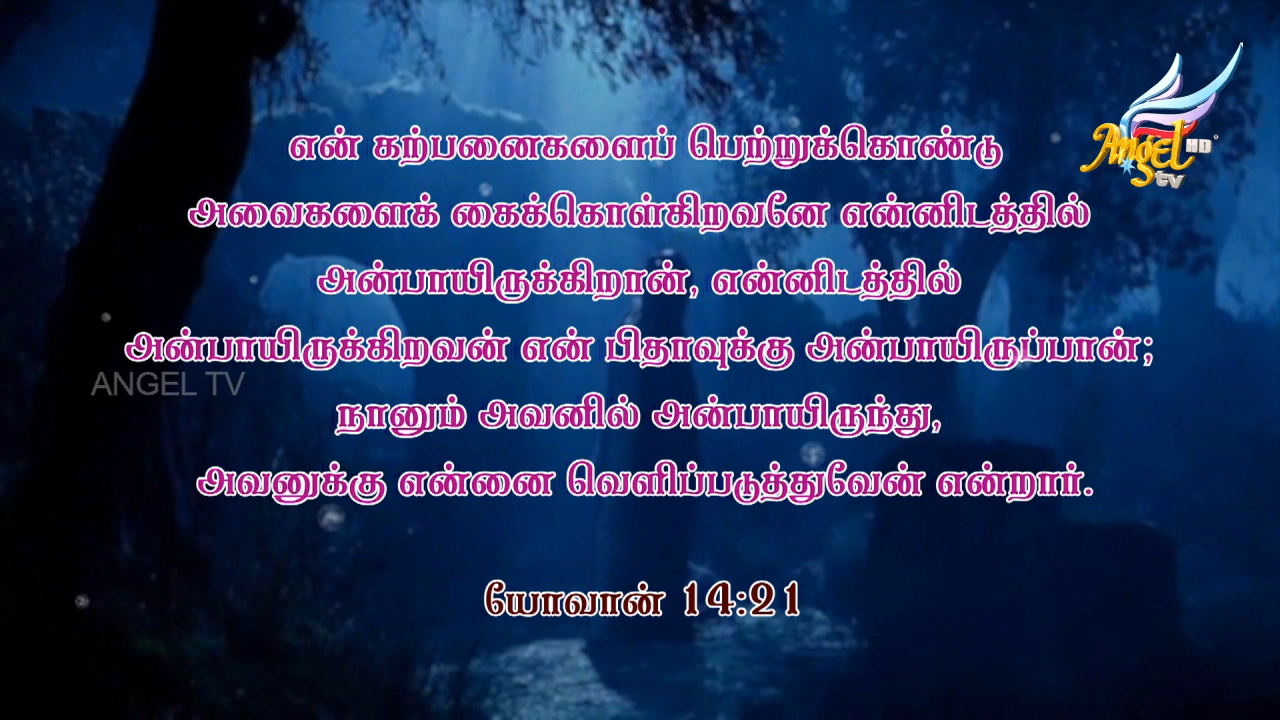 என் கற்பனைகளைப் பெற்றுக்கொண்டு
அவைகளைக் கைக்கொள்கிறவனே என்னிடத்தில்
அன்பாயிருக்கிறான், என்னிடத்தில்
அன்பாயிருக்கிறவன் என் பிதாவுக்கு அன்பாயிருப்பான்;
நானும் அவனில் அன்பாயிருந்து,
அவனுக்கு என்னை வெளிப்படுத்துவேன் என்றார்.
யோவான் 14:21
Angel HD
tv
ANGEL TV